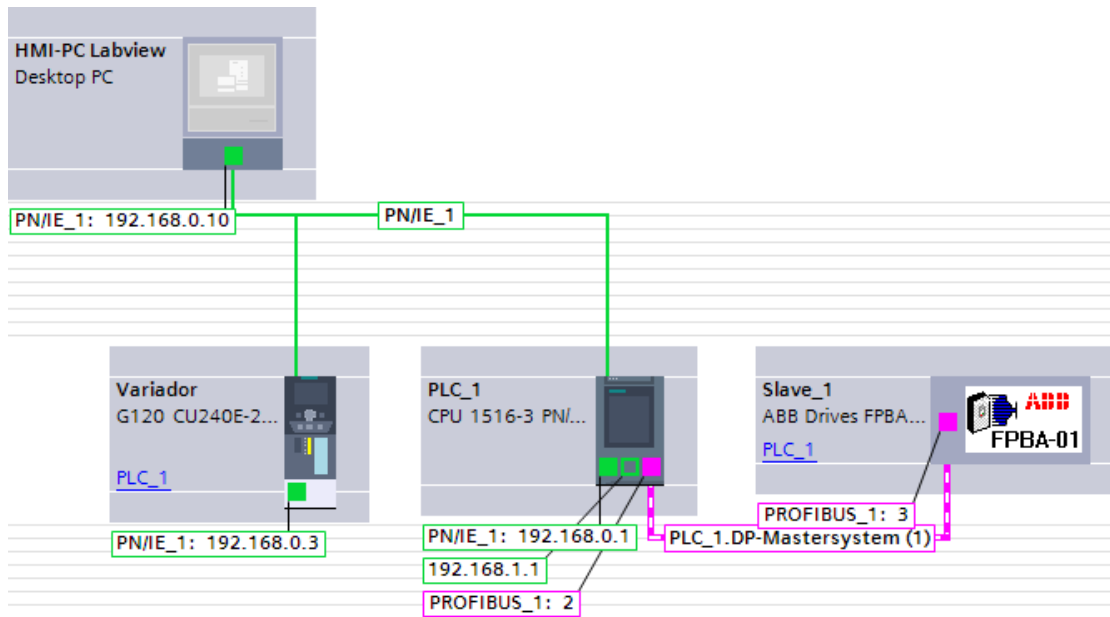 HMI-PC Labview
Desktop PC
PN/IE_1: 192.168.0.10
PN/IE_1
Variador
G120 CU240E-2...
PLC_1
PN/IE_1: 192.168.0.3
PLC_1
CPU 1516-3 PN/...
PN/IE_1: 192.168.0.1
192.168.1.1
PROFIBUS_1: 2
Slave_1
ABB Drives FPBA...
PLC_1
ABB
FPBA-01
PROFIBUS_1: 3
PLC_1.DP-Mastersystem (1)